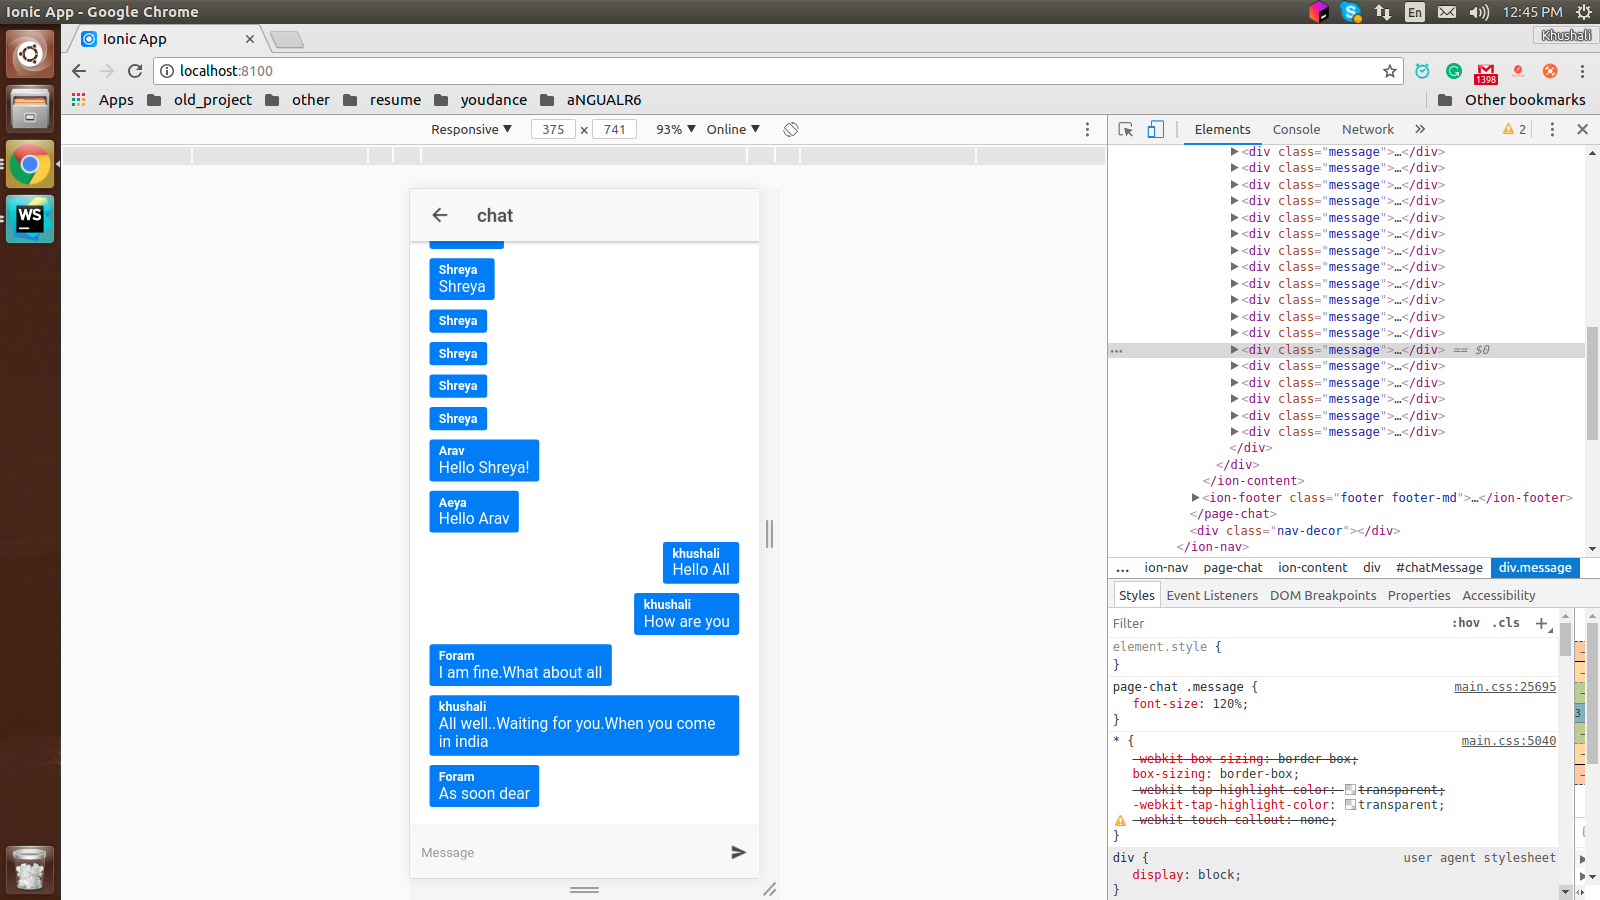 Ionic App - Google Chrome
En
12:45 PM
Ionic App
Khushali
localhost:8100
1398
Apps
old_project
other
resume
youdance
aNGUALR6
Other bookmarks
WS
Responsive ▼ 375 × 741 93% ▼ Online ▼
Elements Console Network » 2
chat
Shreya
Shreya
Shreya
Shreya
Shreya
Shreya
Arav
Hello Shreya!
Aeya
Hello Arav
khushali
Hello All
khushali
How are you
Foram
I am fine.What about all
khushali
All well..Waiting for you.When you come
in india
Foram
As soon dear
Message
▶<div class="message">…</div>
▶<div class="message">…</div>
▶<div class="message">…</div>
▶<div class="message">…</div>
▶<div class="message">…</div>
▶<div class="message">…</div>
▶<div class="message">…</div>
▶<div class="message">…</div>
▶<div class="message">…</div>
▶<div class="message">…</div>
▶<div class="message">…</div>
▶<div class="message">…</div>
… ▶<div class="message">…</div> == $0
▶<div class="message">…</div>
▶<div class="message">…</div>
▶<div class="message">…</div>
▶<div class="message">…</div>
▶<div class="message">…</div>
</div>
</div>
</ion-content>
▶<ion-footer class="footer footer-md">…</ion-footer>
</page-chat>
<div class="nav-decor"></div>
</ion-nav>
… ion-nav page-chat ion-content div #chatMessage div.message
Styles Event Listeners DOM Breakpoints Properties Accessibility
Filter :hov .cls +
element.style {
}
page-chat .message { main.css:25695
font-size: 120%;
}
* { main.css:5040
-webkit-box-sizing: border-box;
box-sizing: border-box;
-webkit-tap-highlight-color: transparent;
-webkit-tap-highlight-color: transparent;
-webkit-touch-callout: none;
}
div { user agent stylesheet
display: block;
}
3